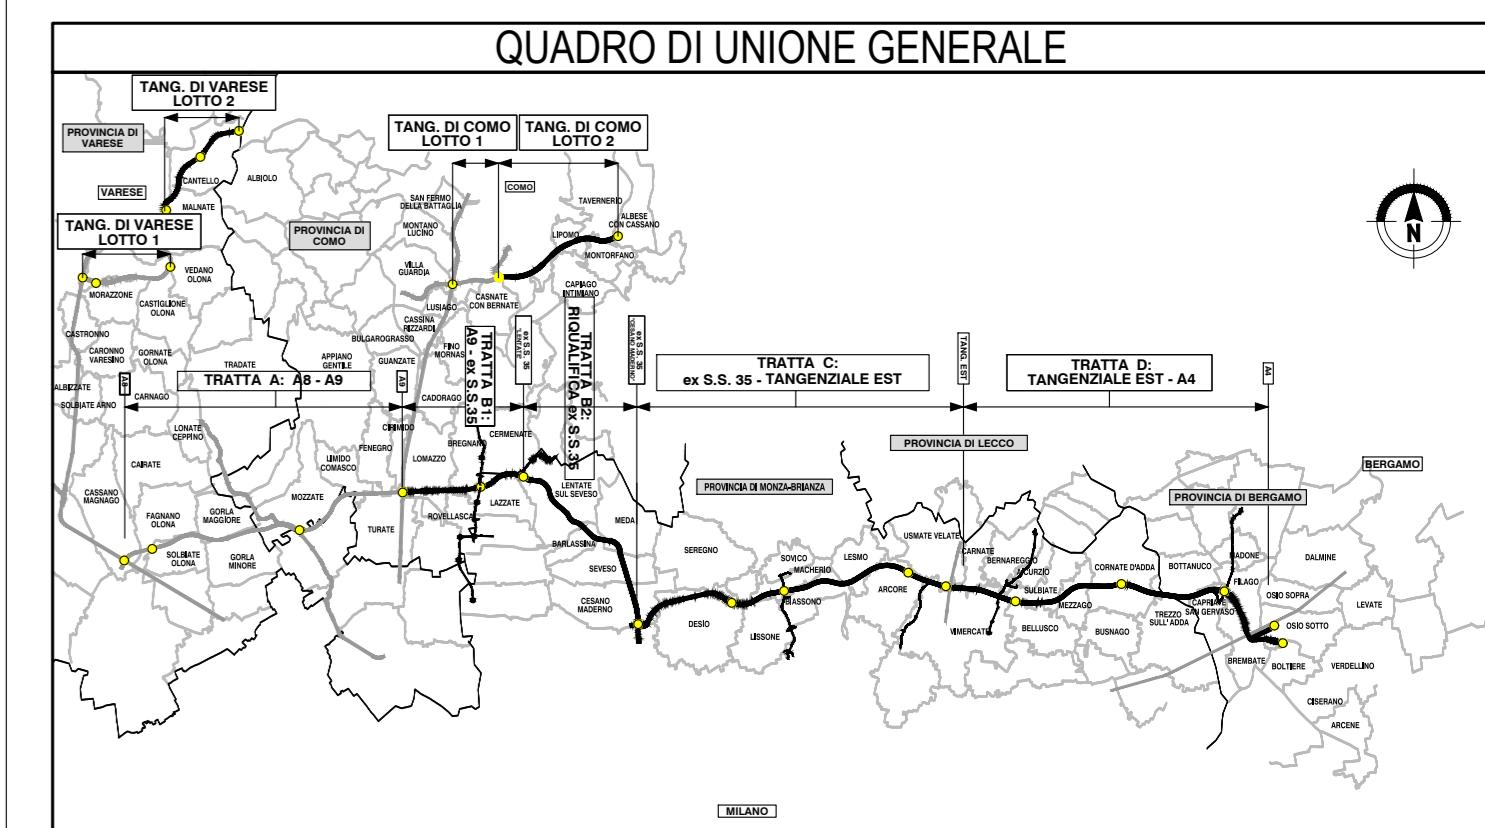 QUADRO DI UNIONE GENERALE
TANG. DI VARESE
LOTTO 2
PROVINCIA DI
VARESE
TANG. DI COMO
LOTTO 1
TANG. DI COMO
LOTTO 2
CANTELLO
ALBIOLO
VARESE
COMO
MALNATE
SAN FERMO
DELLA BATTAGLIA
TAVERNERIO
ALBESE
CON CASSANO
TANG. DI VARESE
LOTTO 1
PROVINCIA DI
COMO
MONTANO
LUCINO
LIPOMO
MONTORFANO
N
VEDANO
OLONA
VILLA
GUARDIA
MORAZZONE
CASTIGLIONE
OLONA
LUSIAGO
CASNATE
CON BERNATE
CAPIAGO
INTIMIANO
CASTRONNO
CASSINA
RIZZARDI
BULGAROGRASSO
FINO
MORNAS
CARONNO
VARESINO
GORNATE
OLONA
TRADATE
APPIANO
GENTILE
GUANZATE
TRATTA B1:
A9 - ex S.S.35
ex S.S. 35
"LENTATE"
TRATTA B2:
RIQUALIFICA ex S.S.35
ex S.S. 35
"CESANO MADERNO"
TRATTA C:
ex S.S. 35 - TANGENZIALE EST
TANG. EST
TRATTA D:
TANGENZIALE EST - A4
A4
ALBIZZATE
A8
TRATTA A: A8 - A9
A9
SOLBIATE ARNO
CARNAGO
CADORAGO
LONATE
CEPPINO
CIRIMIDO
FENEGRO
BREGNANO
CERMENATE
PROVINCIA DI LECCO
CAIRATE
LIMIDO
COMASCO
LOMAZZO
BERGAMO
CASSANO
MAGNAGO
MOZZATE
LENTATE
SUL SEVESO
PROVINCIA DI MONZA-BRIANZA
PROVINCIA DI BERGAMO
FAGNANO
OLONA
GORLA
MAGGIORE
TURATE
ROVELLASCA
LAZZATE
MEDA
SOLBIATE
OLONA
GORLA
MINORE
BARLASSINA
SEVESO
CESANO
MADERNO
SEREGNO
SOVICO
MACHERIO
LESMO
USMATE VELATE
CARNATE
BERNAREGGIO
AICURZIO
CORNATE D'ADDA
BOTTANUCO
MADONE
DALMINE
FILAGO
ARCORE
SULBIATE
MEZZAGO
OSIO SOPRA
BIASSONO
CAPRIATE
SAN GERVASO
LEVATE
DESIO
LISSONE
VIMERCATE
BELLUSCO
BUSNAGO
TREZZO
SULL' ADDA
OSIO SOTTO
BREMBATE
BOLTIERE
VERDELLINO
CISERANO
ARCENE
MILANO